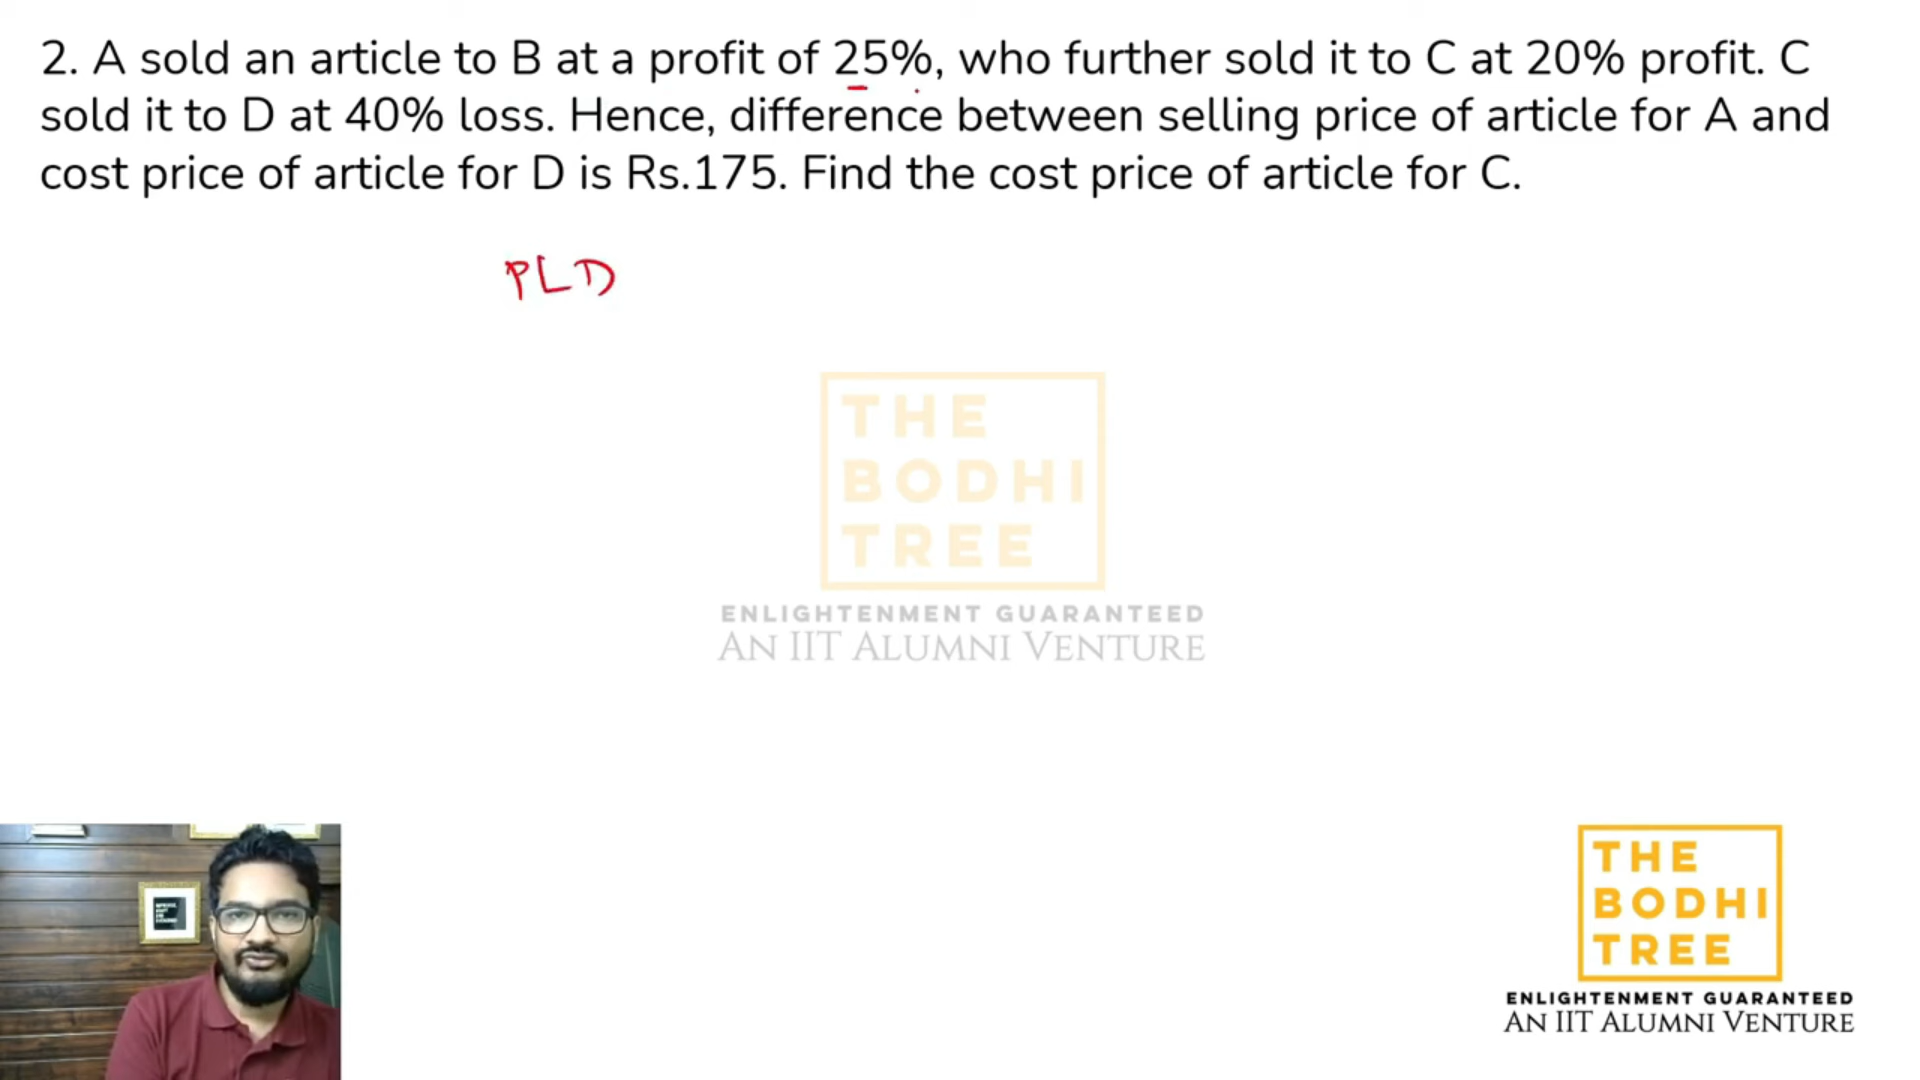 2. A sold an article to B at a profit of 25%, who further sold it to C at 20% profit. C
sold it to D at 40% loss. Hence, difference between selling price of article for A and
cost price of article for D is Rs.175. Find the cost price of article for C.
PLD
THE
BODHI
TREE
ENLIGHTENMENT GUARANTEED
AN IIT ALUMNI VENTURE
THE
BODHI
TREE
ENLIGHTENMENT GUARANTEED
AN IIT ALUMNI VENTURE